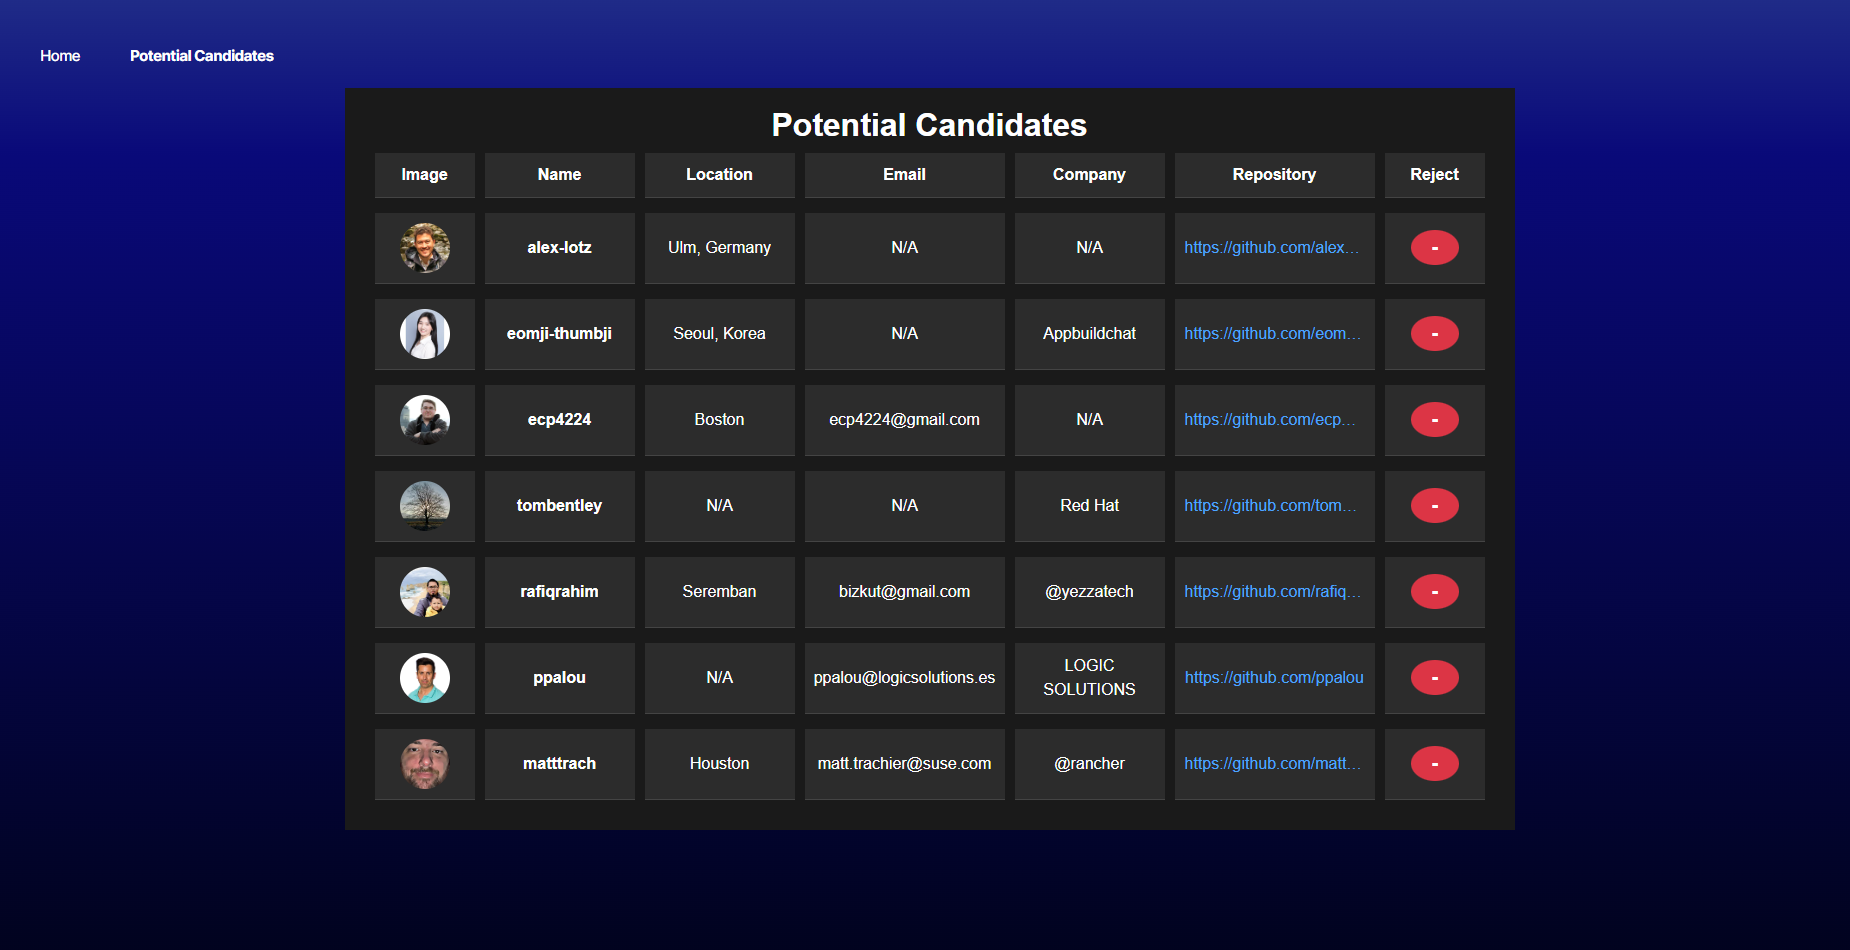 Home Potential Candidates
Potential Candidates
Image Name Location Email Company Repository Reject
alex-lotz Ulm, Germany N/A N/A https://github.com/alex... -
eomji-thumbji Seoul, Korea N/A Appbuildchat https://github.com/eom... -
ecp4224 Boston ecp4224@gmail.com N/A https://github.com/ecp... -
tombentley N/A N/A Red Hat https://github.com/tom... -
rafiqrahim Seremban bizkut@gmail.com @yezzatech https://github.com/rafiq... -
ppalou N/A ppalou@logicsolutions.es LOGIC SOLUTIONS https://github.com/ppalou -
matttrach Houston matt.trachier@suse.com @rancher https://github.com/matt... -